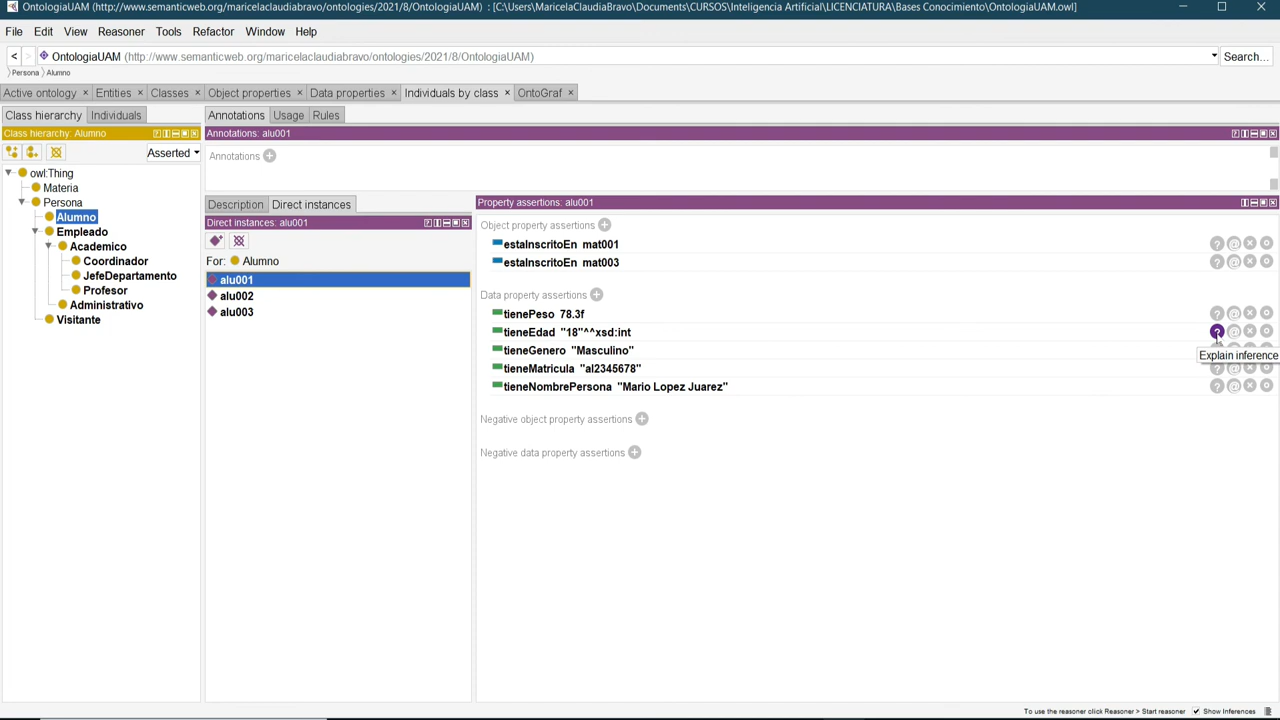 OntologiaUAM (http://www.semanticweb.org/maricelaclaudiabravo/ontologies/2021/8/OntologiaUAM) : [C:\Users\MaricelaClaudiaBravo\Documents\CURSOS\Inteligencia Artificial\LICENCIATURA\Bases Conocimiento\OntologiaUAM.owl]
File Edit View Reasoner Tools Refactor Window Help
< > OntologiaUAM (http://www.semanticweb.org/maricelaclaudiabravo/ontologies/2021/8/OntologiaUAM) Search...
Persona Alumno
Active ontology × Entities × Classes × Object properties × Data properties × Individuals by class × OntoGraf ×
Class hierarchy Individuals
Class hierarchy: Alumno
Asserted
owl:Thing
Materia
Persona
Alumno
Empleado
Academico
Coordinador
JefeDepartamento
Profesor
Administrativo
Visitante
Annotations Usage Rules
Annotations: alu001
Annotations
Description Direct instances
Direct instances: alu001
For: Alumno
alu001
alu002
alu003
Property assertions: alu001
Object property assertions
estaInscritoEn mat001
estaInscritoEn mat003
Data property assertions
tienePeso 78.3f
tieneEdad "18"^^xsd:int
tieneGenero "Masculino"
Explain inference
tieneMatricula "al2345678"
tieneNombrePersona "Mario Lopez Juarez"
Negative object property assertions
Negative data property assertions
To use the reasoner click Reasoner > Start reasoner Show Inferences